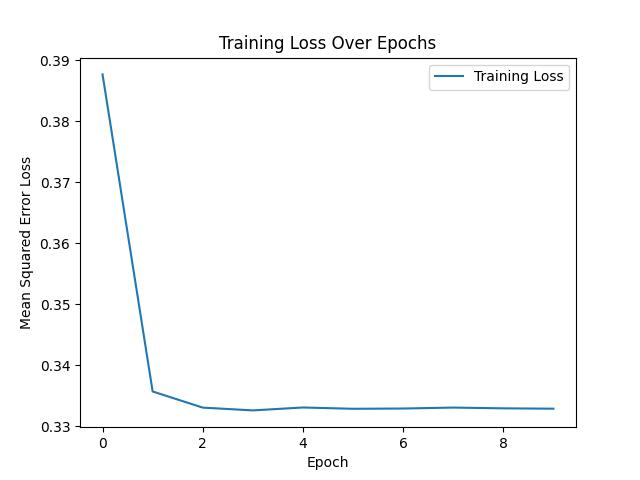 Training Loss Over Epochs
0.39
0.38
0.37
0.36
0.35
0.34
0.33
Mean Squared Error Loss
Training Loss
0 2 4 6 8
Epoch